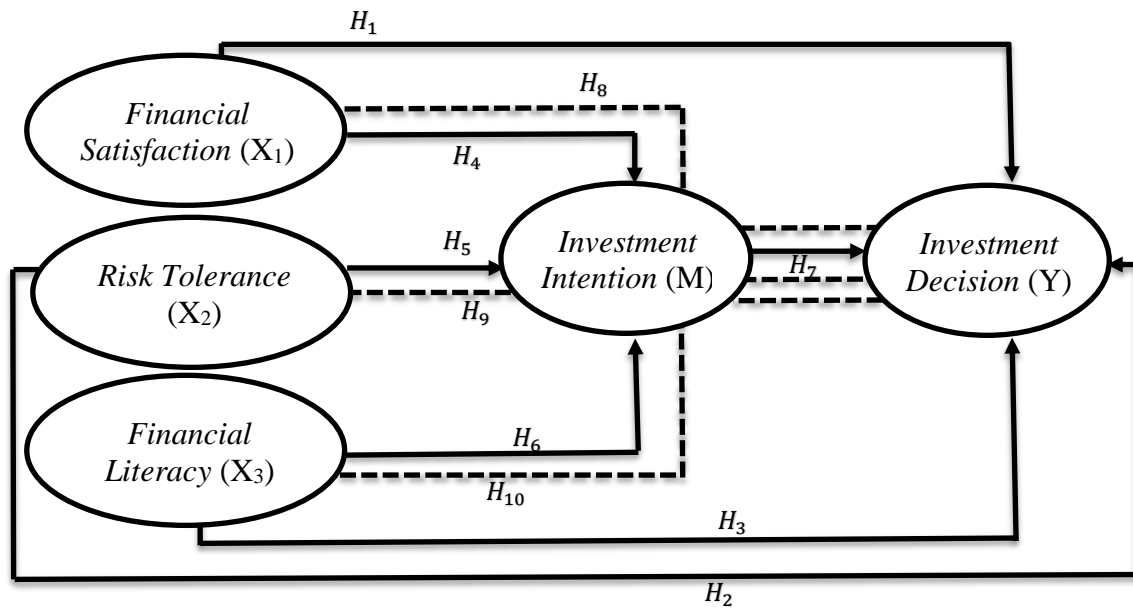 H₁
H₈
Financial
Satisfaction (X₁)
H₄
H₅
Investment
Intention (M)
Investment
Decision (Y)
Risk Tolerance
(X₂)
H₇
H₉
Financial
Literacy (X₃)
H₆
H₁₀
H₃
H₂